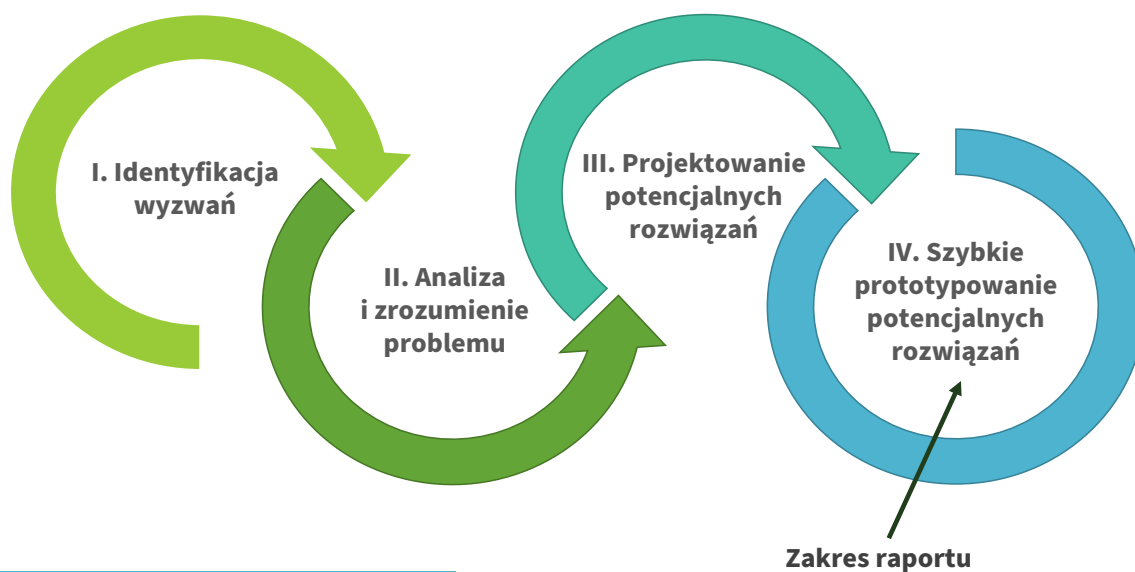 I. Identyfikacja
wyzwań
II. Analiza
i zrozumienie
problemu
III. Projektowanie
potencjalnych
rozwiązań
IV. Szybkie
prototypowanie
potencjalnych
rozwiązań
Zakres raportu